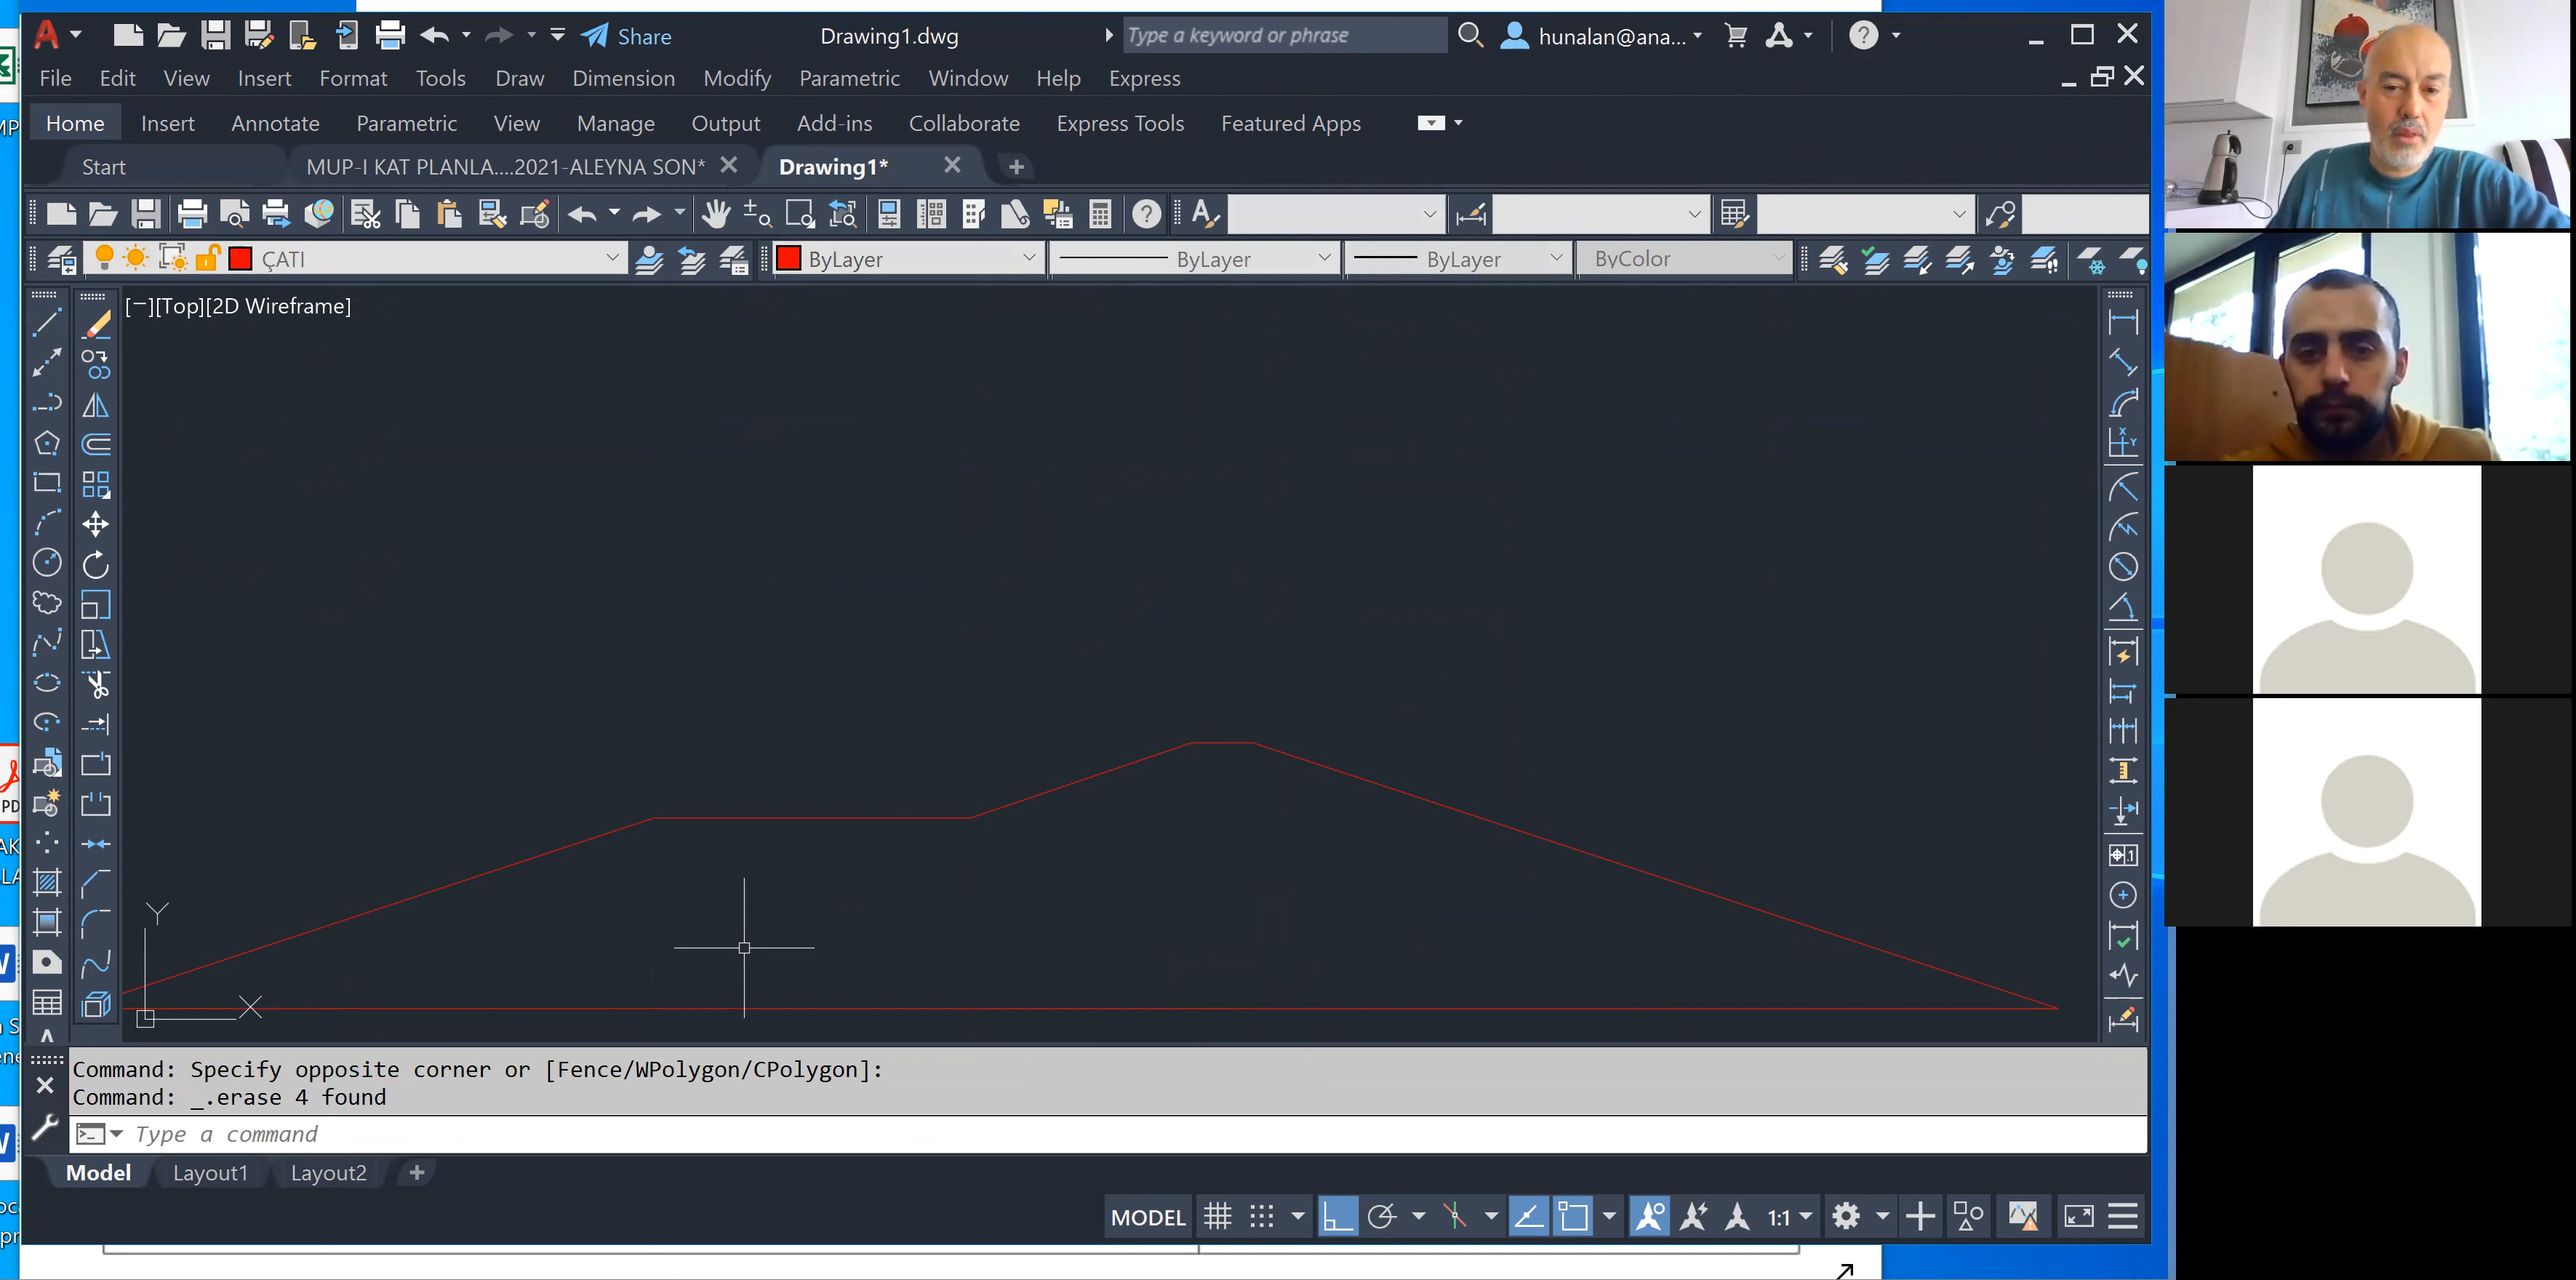 Share
Drawing1.dwg
Type a keyword or phrase
hunalan@ana...
File Edit View Insert Format Tools Draw Dimension Modify Parametric Window Help Express
Home Insert Annotate Parametric View Manage Output Add-ins Collaborate Express Tools Featured Apps
Start
MUP-I KAT PLANLA....2021-ALEYNA SON*
Drawing1*
ÇATI
ByLayer
ByLayer
ByLayer
ByColor
[−][Top][2D Wireframe]
Y
X
Command: Specify opposite corner or [Fence/WPolygon/CPolygon]:
Command: _.erase 4 found
Type a command
Model Layout1 Layout2
MODEL
1:1